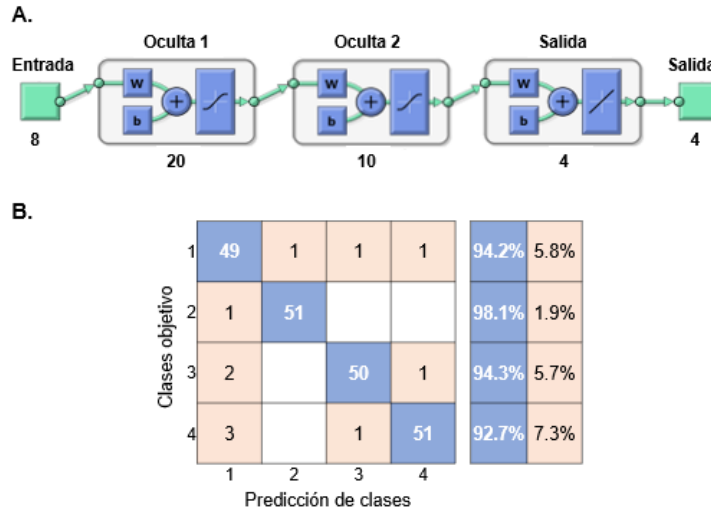 A.
Oculta 1 Oculta 2 Salida
Entrada Salida
W W W
b b b
8 20 10 4 4
B.
Clases objetivo
1 49 1 1 1 94.2% 5.8%
2 1 51 98.1% 1.9%
3 2 50 1 94.3% 5.7%
4 3 1 51 92.7% 7.3%
1 2 3 4
Predicción de clases